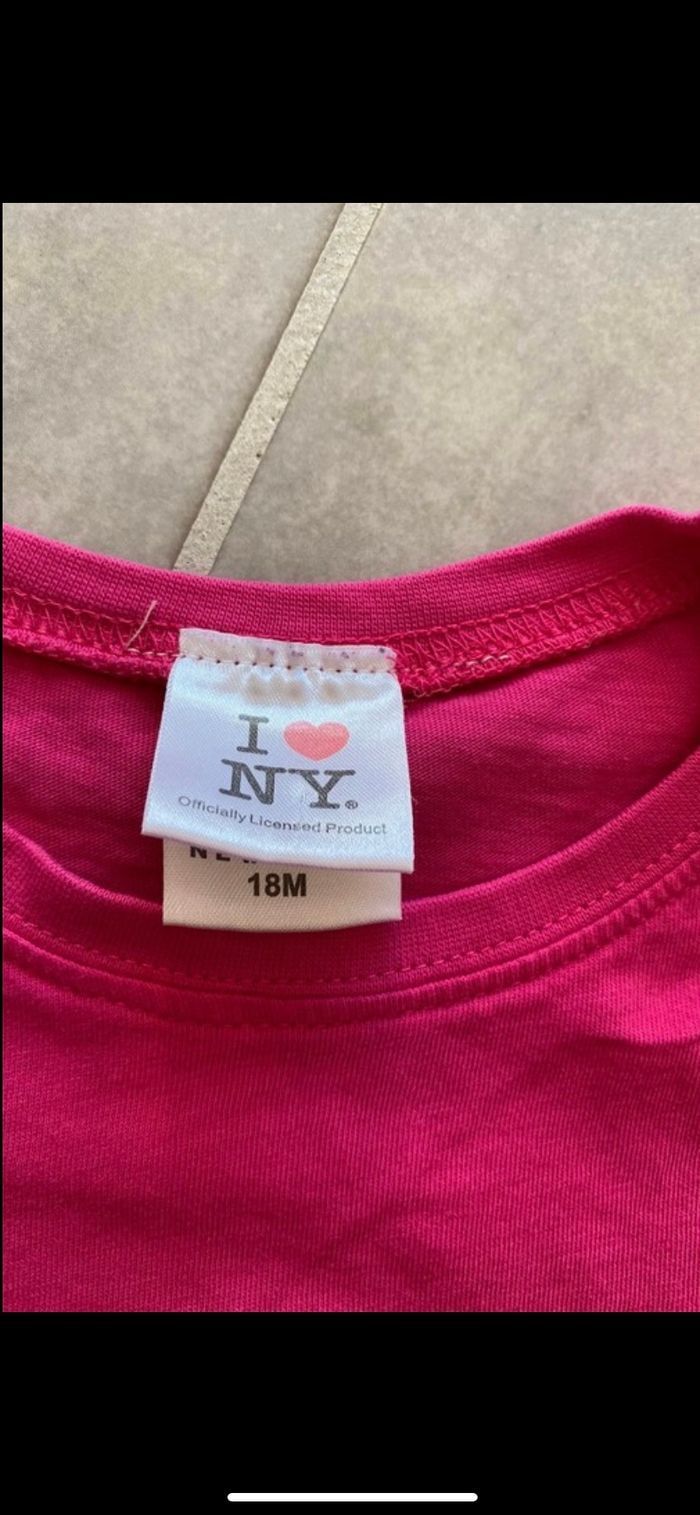 I ❤
NY®
Officially Licensed Product
18M